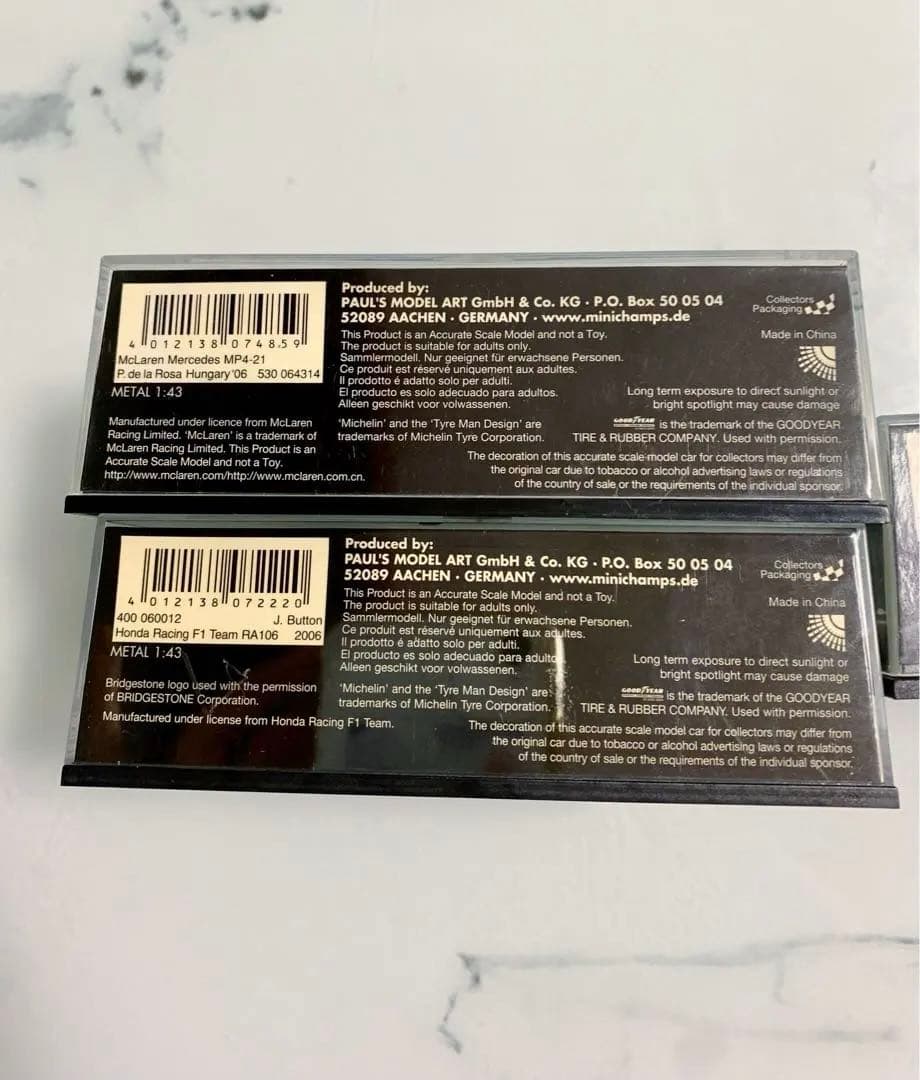 4 012138 074859
McLaren Mercedes MP4-21
P. de la Rosa Hungary '06 530 064314
METAL 1:43
Manufactured under licence from McLaren
Racing Limited. 'McLaren' is a trademark of
McLaren Racing Limited. This Product is an
Accurate Scale Model and not a Toy.
http://www.mclaren.com/http://www.mclaren.com.cn.
Produced by:
PAUL'S MODEL ART GmbH & Co. KG · P.O. Box 50 05 04
52089 AACHEN · GERMANY · www.minichamps.de
This Product is an Accurate Scale Model and not a Toy.
The product is suitable for adults only.
Sammlermodell. Nur geeignet für erwachsene Personen.
Ce produit est réservé uniquement aux adultes.
Il prodotto è adatto solo per adulti.
El producto es solo adecuado para adultos.
Alleen geschikt voor volwassenen.
'Michelin' and the 'Tyre Man Design' are
trademarks of Michelin Tyre Corporation.
Collectors
Packaging
Made in China
Long term exposure to direct sunlight or
bright spotlight may cause damage
GOODYEAR is the trademark of the GOODYEAR
TIRE & RUBBER COMPANY. Used with permission.
The decoration of this accurate scale model car for collectors may differ from
the original car due to tobacco or alcohol advertising laws or regulations
of the country of sale or the requirements of the individual sponsor.
4 012138 072220
400 060012 J. Button
Honda Racing F1 Team RA106 2006
METAL 1:43
Bridgestone logo used with the permission
of BRIDGESTONE Corporation.
Manufactured under license from Honda Racing F1 Team.
Produced by:
PAUL'S MODEL ART GmbH & Co. KG · P.O. Box 50 05 04
52089 AACHEN · GERMANY · www.minichamps.de
This Product is an Accurate Scale Model and not a Toy.
The product is suitable for adults only.
Sammlermodell. Nur geeignet für erwachsene Personen.
Ce produit est réservé uniquement aux adultes.
Il prodotto è adatto solo per adulti.
El producto es solo adecuado para adultos.
Alleen geschikt voor volwassenen.
'Michelin' and the 'Tyre Man Design' are
trademarks of Michelin Tyre Corporation.
Collectors
Packaging
Made in China
Long term exposure to direct sunlight or
bright spotlight may cause damage
GOODYEAR is the trademark of the GOODYEAR
TIRE & RUBBER COMPANY. Used with permission.
The decoration of this accurate scale model car for collectors may differ from
the original car due to tobacco or alcohol advertising laws or regulations
of the country of sale or the requirements of the individual sponsor.